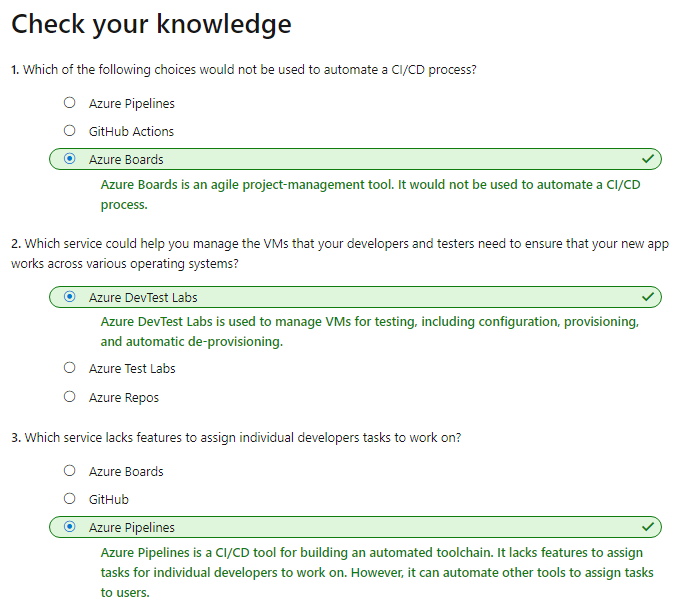 Check your knowledge
1. Which of the following choices would not be used to automate a CI/CD process?
Azure Pipelines
GitHub Actions
Azure Boards
Azure Boards is an agile project-management tool. It would not be used to automate a CI/CD
process.
2. Which service could help you manage the VMs that your developers and testers need to ensure that your new app
works across various operating systems?
Azure DevTest Labs
Azure DevTest Labs is used to manage VMs for testing, including configuration, provisioning,
and automatic de-provisioning.
Azure Test Labs
Azure Repos
3. Which service lacks features to assign individual developers tasks to work on?
Azure Boards
GitHub
Azure Pipelines
Azure Pipelines is a CI/CD tool for building an automated toolchain. It lacks features to assign
tasks for individual developers to work on. However, it can automate other tools to assign tasks
to users.